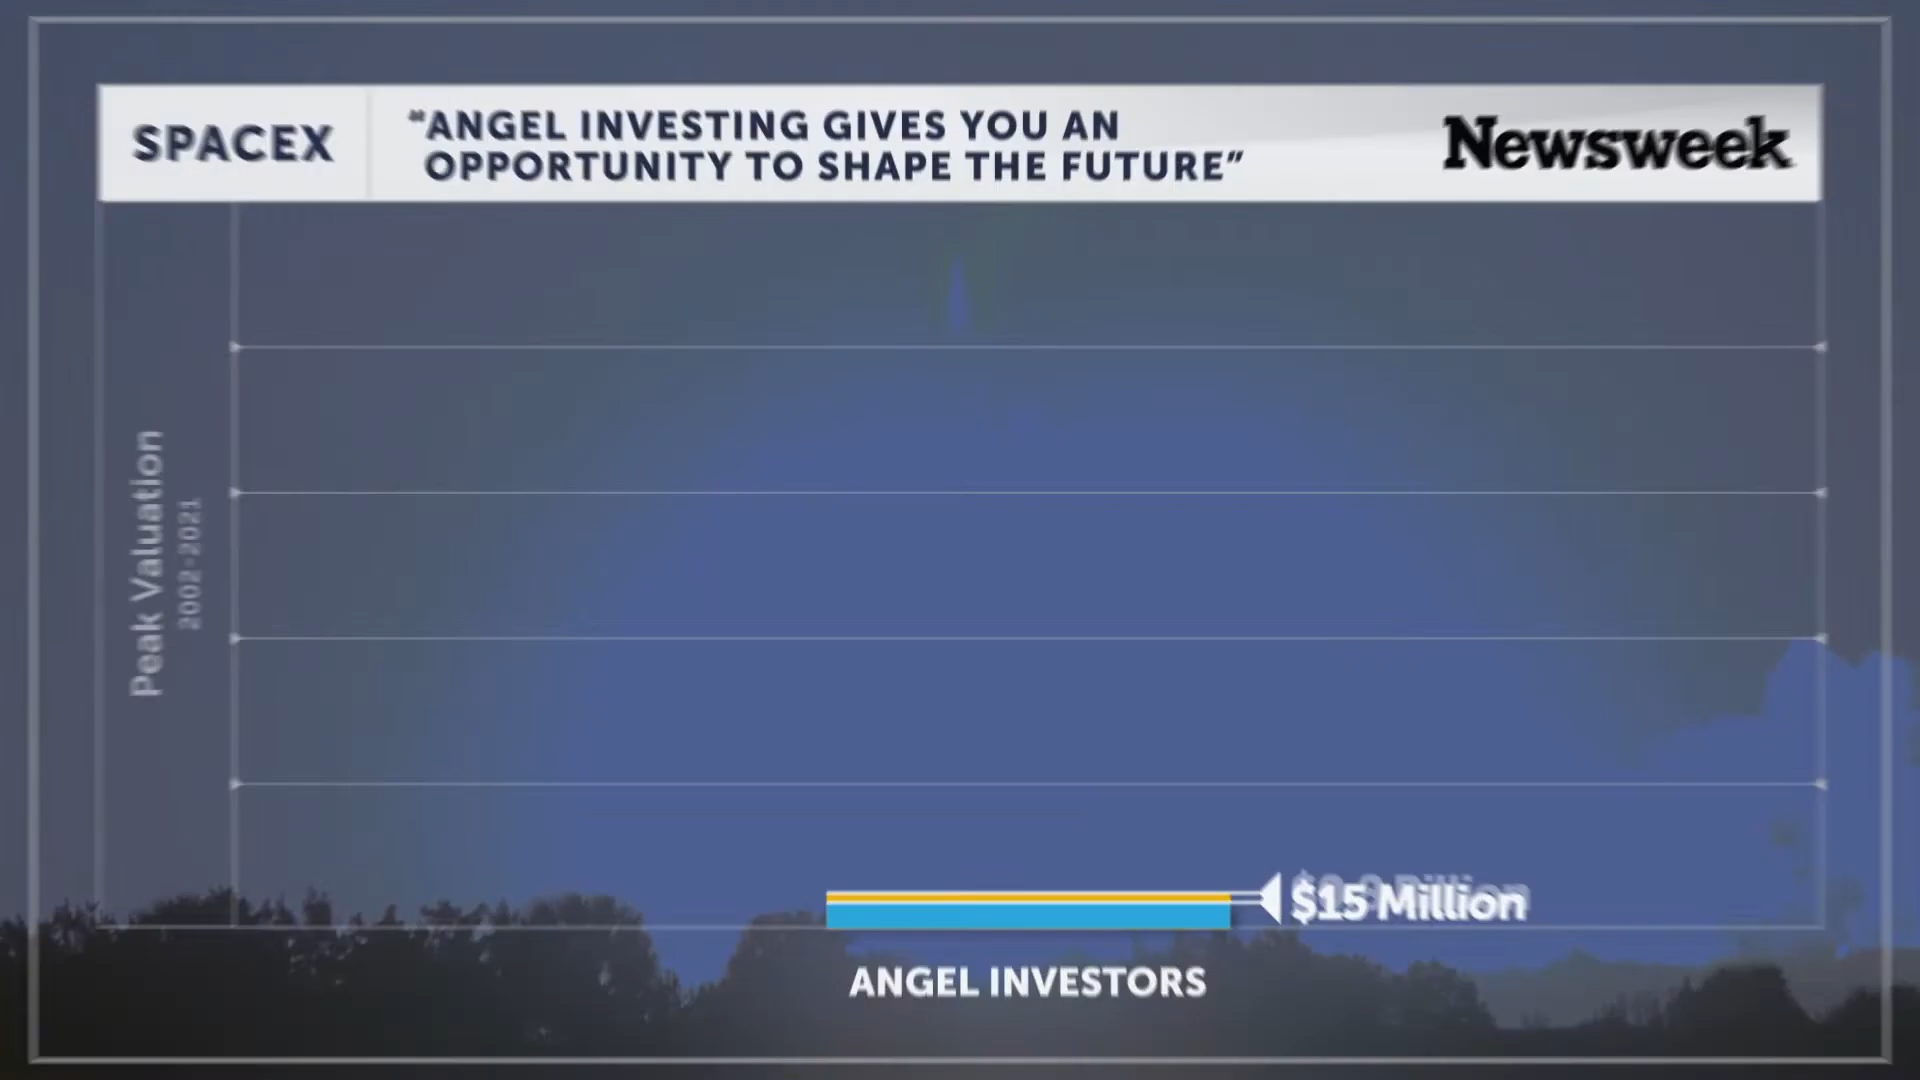 SPACEX
"ANGEL INVESTING GIVES YOU AN
OPPORTUNITY TO SHAPE THE FUTURE"
Newsweek
Peak Valuation
2002-2021
$15 Million
ANGEL INVESTORS